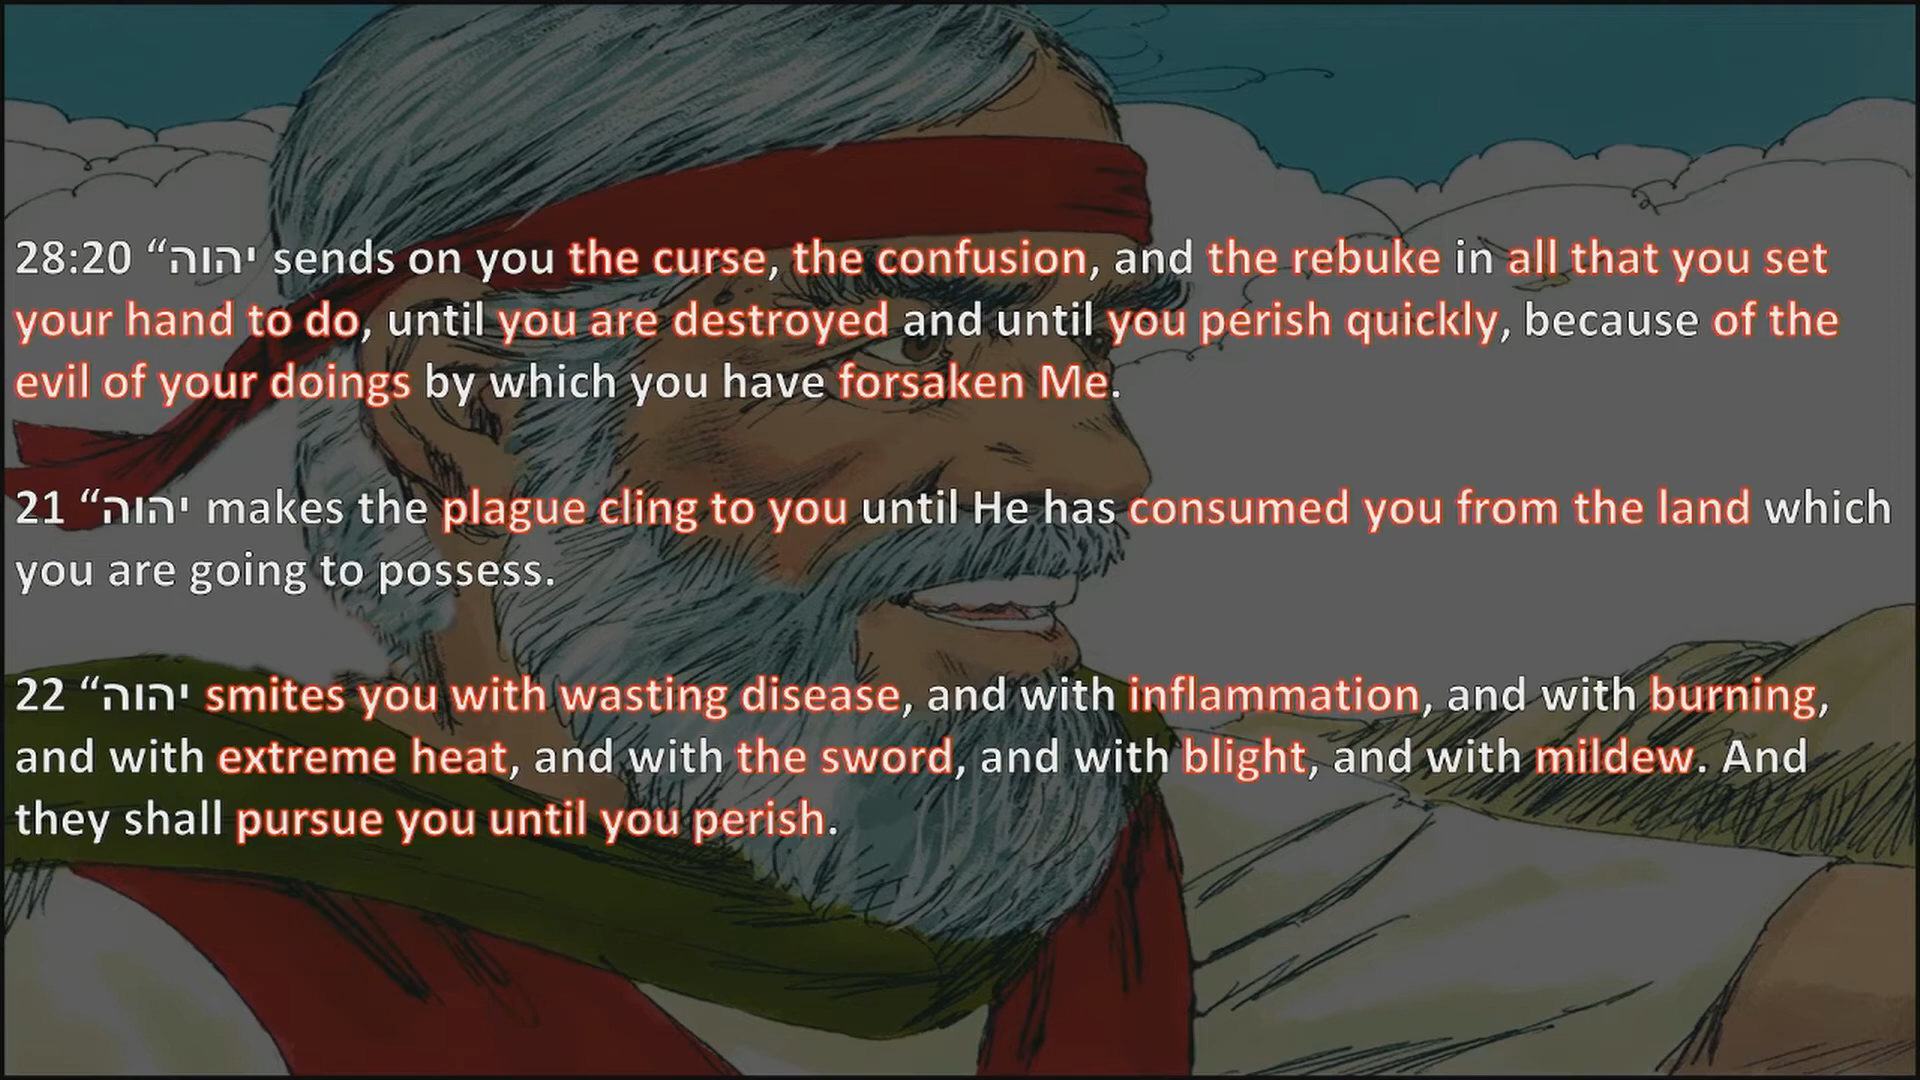 28:20 “יהוה sends on you the curse, the confusion, and the rebuke in all that you set
your hand to do, until you are destroyed and until you perish quickly, because of the
evil of your doings by which you have forsaken Me.
21 “יהוה makes the plague cling to you until He has consumed you from the land which
you are going to possess.
22 “יהוה smites you with wasting disease, and with inflammation, and with burning,
and with extreme heat, and with the sword, and with blight, and with mildew. And
they shall pursue you until you perish.